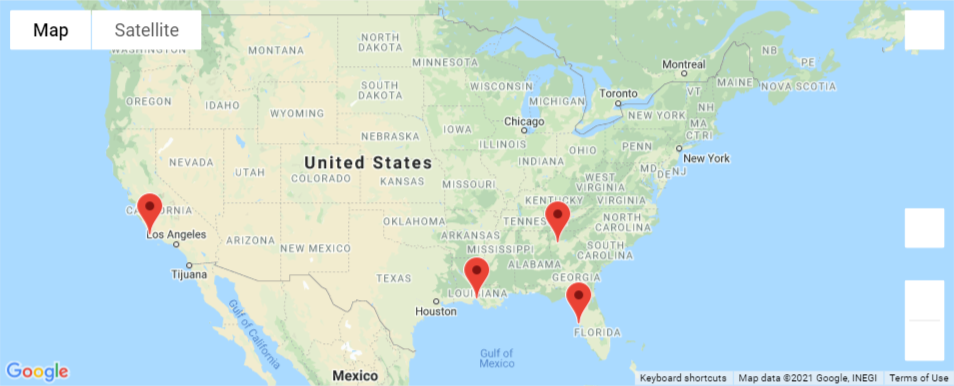 Map
Satellite
WASHINGTON
MONTANA
NORTH
DAKOTA
MINNESOTA
NB
PE
Montreal
SOUTH
DAKOTA
WISCONSIN
MICHIGAN
Toronto
VT
MAINE
NOVA SCOTIA
OREGON
IDAHO
WYOMING
NH
NEW YORK
MA
Chicago
IOWA
NEBRASKA
CT RI
ILLINOIS
INDIANA
OHIO
PENN
New York
NEVADA
United States
UTAH
COLORADO
KANSAS
MISSOURI
WEST
VIRGINIA
MD
DE
NJ
KENTUCKY
VIRGINIA
CALIFORNIA
OKLAHOMA
TENNESSEE
NORTH
CAROLINA
Los Angeles
ARIZONA
NEW MEXICO
ARKANSAS
MISSISSIPPI
SOUTH
CAROLINA
ALABAMA
Tijuana
TEXAS
GEORGIA
LOUISIANA
Houston
Gulf of
California
FLORIDA
Gulf of
Mexico
Mexico
Google
Keyboard shortcuts
Map data ©2021 Google, INEGI
Terms of Use